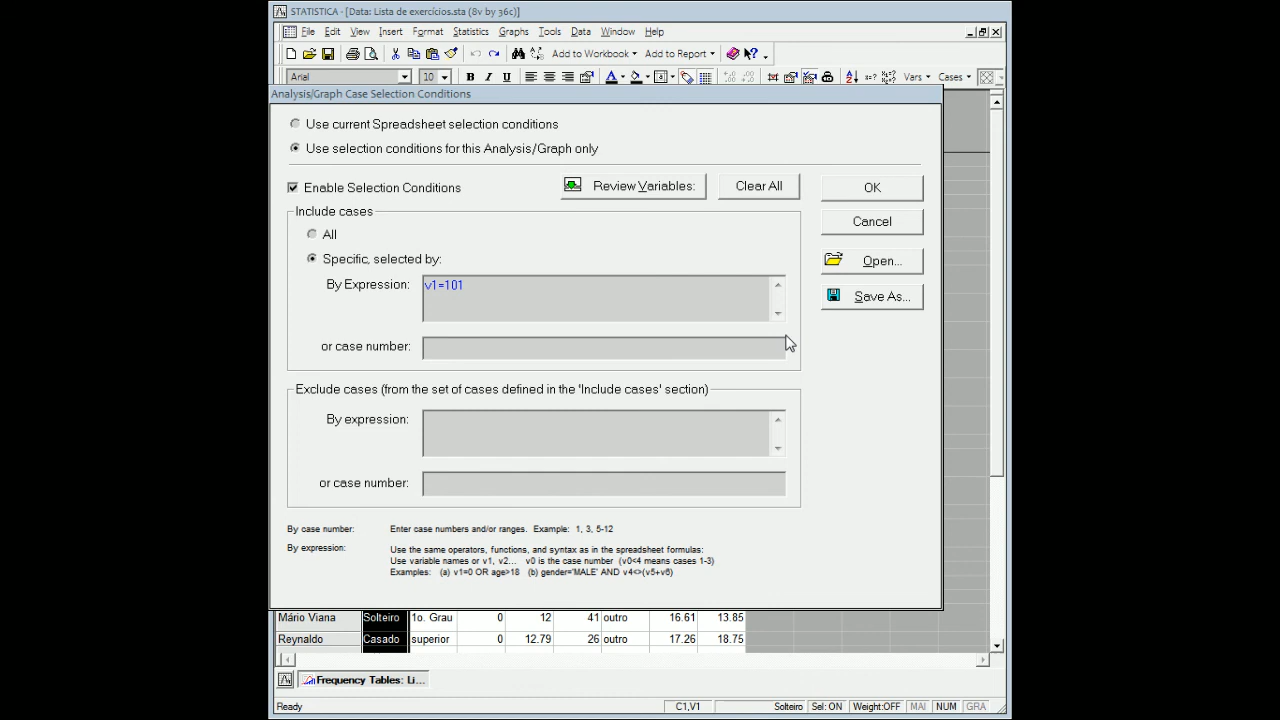 STATISTICA - [Data: Lista de exercícios.sta (8v by 36c)]
File Edit View Insert Format Statistics Graphs Tools Data Window Help
Add to Workbook Add to Report
Arial 10 B I U A Vars Cases
Analysis/Graph Case Selection Conditions
Use current Spreadsheet selection conditions
Use selection conditions for this Analysis/Graph only
Enable Selection Conditions Review Variables: Clear All OK
Include cases
Cancel
All
Specific, selected by:
Open...
By Expression: v1=101
Save As...
or case number:
Exclude cases (from the set of cases defined in the 'Include cases' section)
By expression:
or case number:
By case number: Enter case numbers and/or ranges. Example: 1, 3, 5-12
By expression: Use the same operators, functions, and syntax as in the spreadsheet formulas:
Use variable names or v1, v2... v0 is the case number (v0<4 means cases 1-3)
Examples: (a) v1=0 OR age>18 (b) gender='MALE' AND v4<>(v5+v6)
Mário Viana Solteiro 1o. Grau 0 12 41 outro 16.61 13.85
Reynaldo Casado superior 0 12.79 26 outro 17.26 18.75
Frequency Tables: Li...
Ready C1,V1 Solteiro Sel: ON Weight:OFF MAI NUM GRA